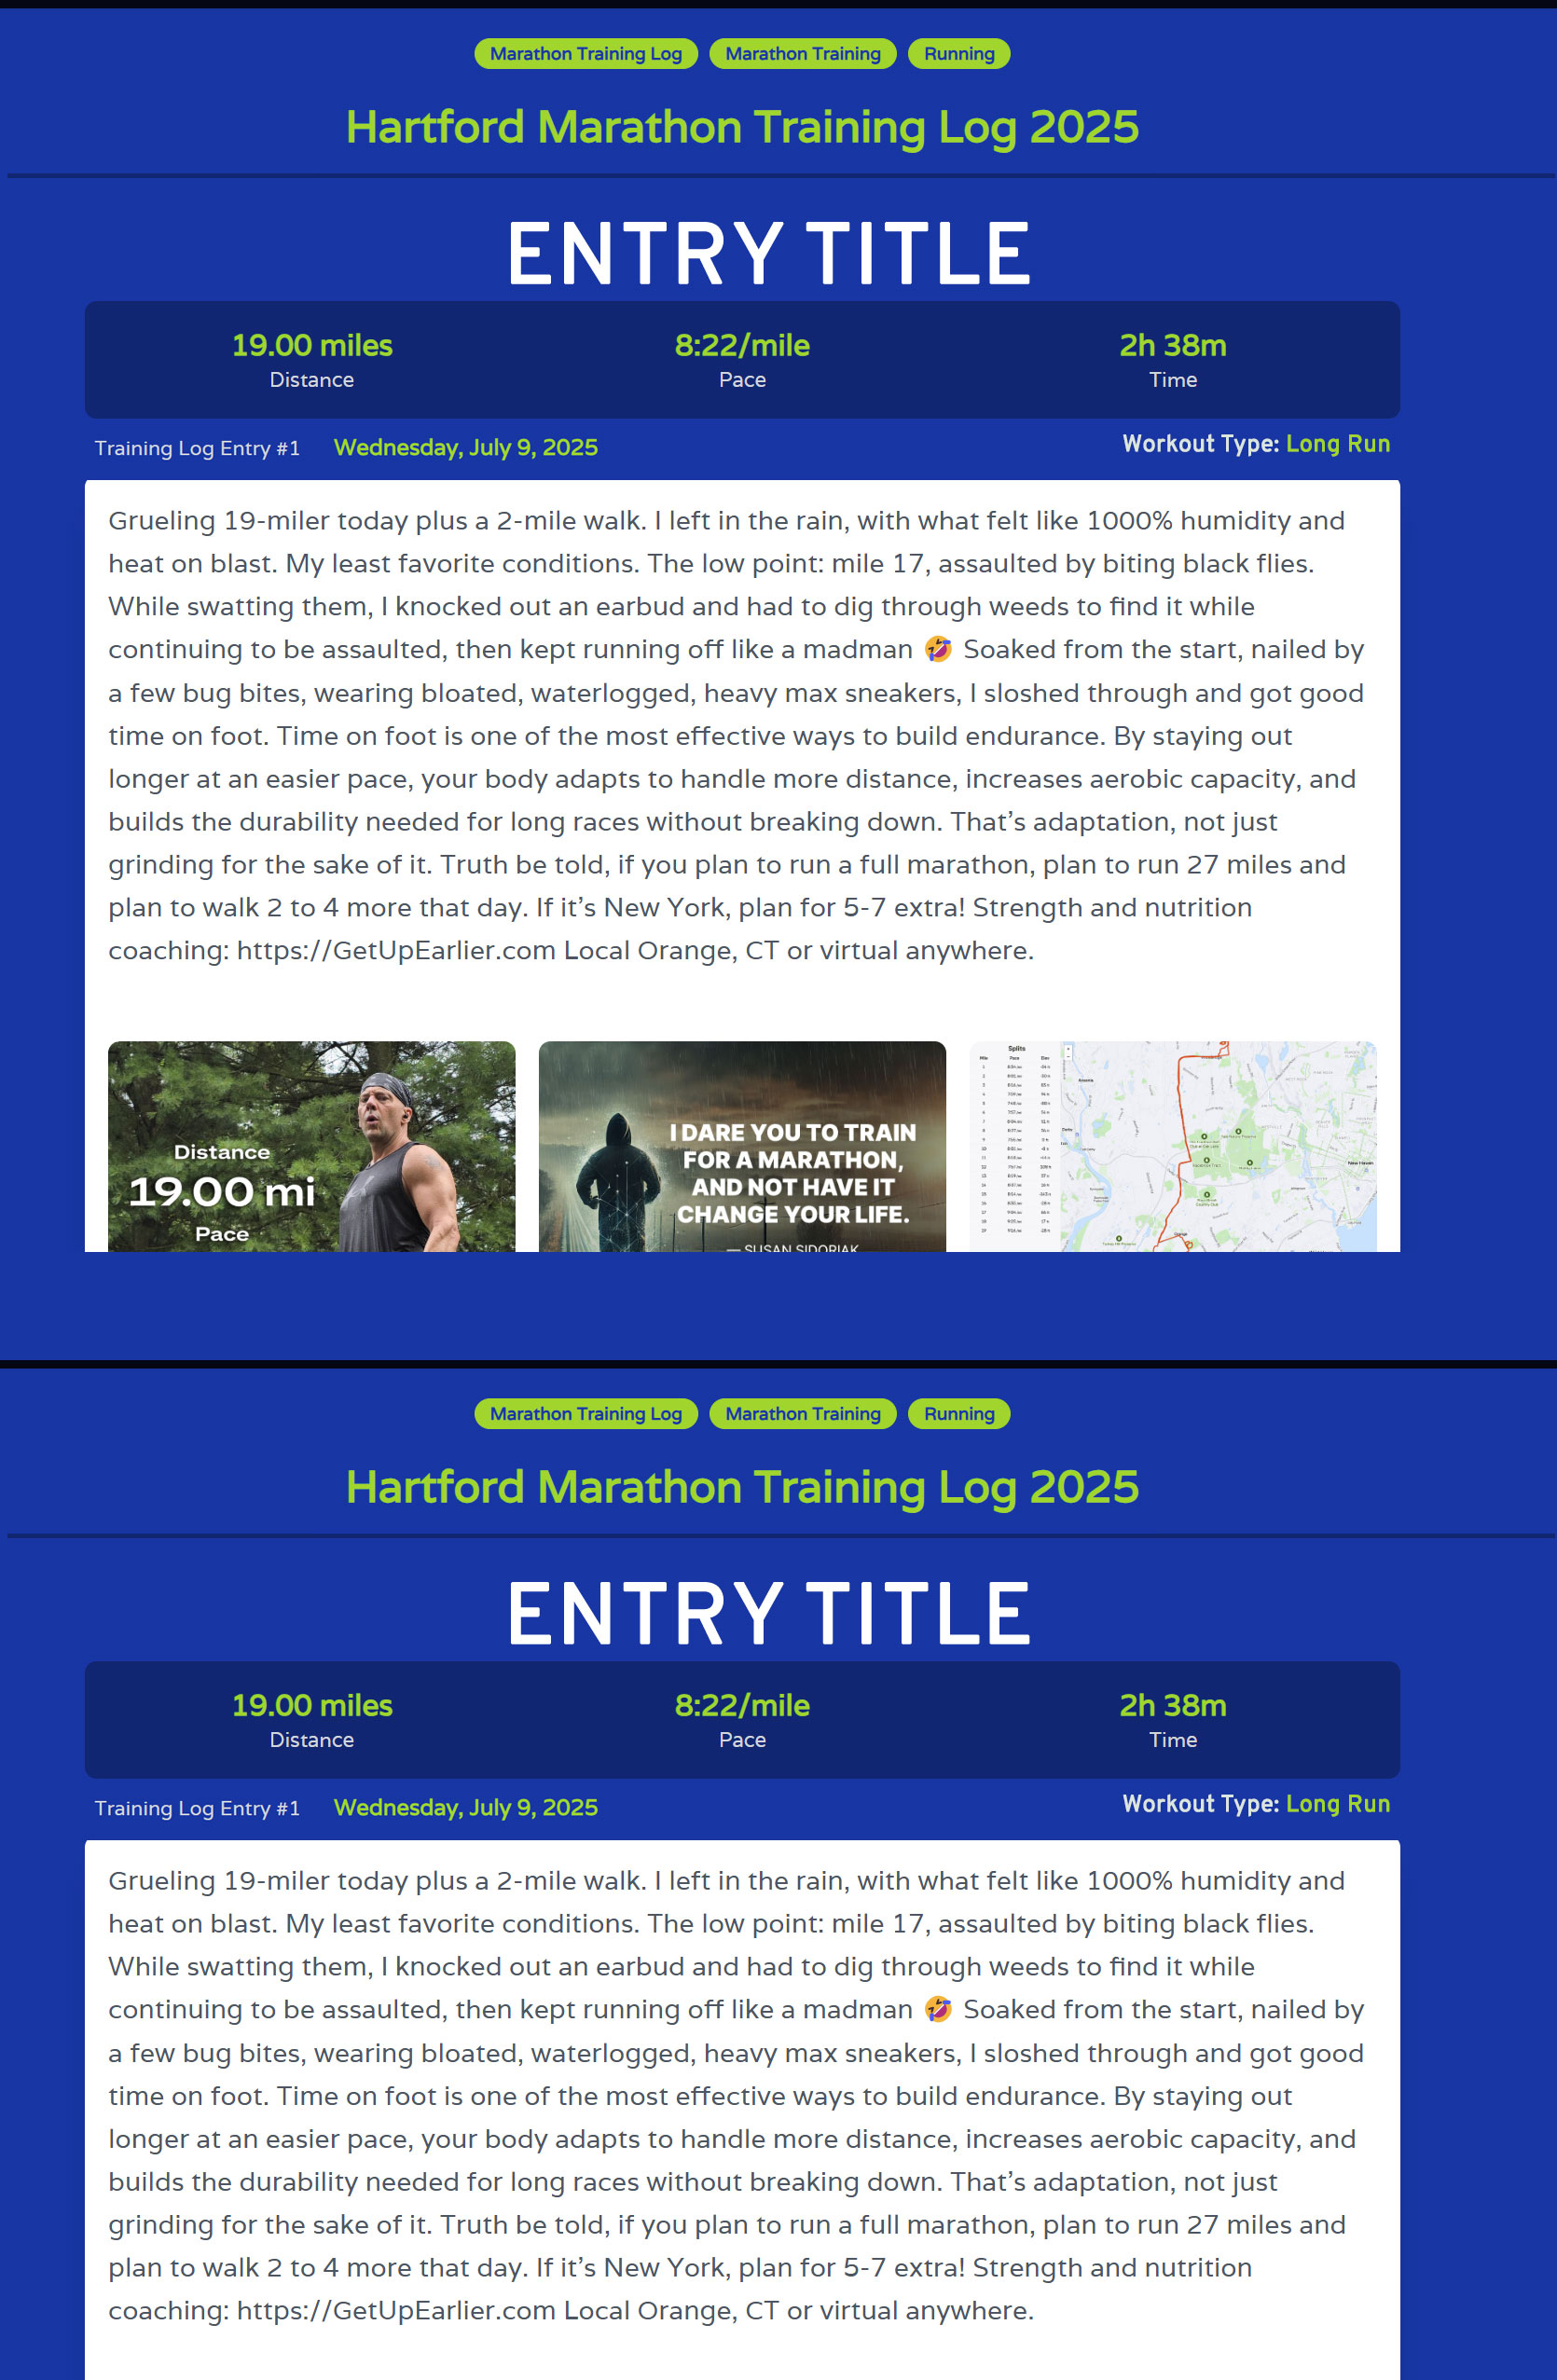 Marathon Training Log Marathon Training Running
Hartford Marathon Training Log 2025
ENTRY TITLE
19.00 miles 8:22/mile 2h 38m
Distance Pace Time
Training Log Entry #1 Wednesday, July 9, 2025 Workout Type: Long Run
Grueling 19-miler today plus a 2-mile walk. I left in the rain, with what felt like 1000% humidity and
heat on blast. My least favorite conditions. The low point: mile 17, assaulted by biting black flies.
While swatting them, I knocked out an earbud and had to dig through weeds to find it while
continuing to be assaulted, then kept running off like a madman 🤣 Soaked from the start, nailed by
a few bug bites, wearing bloated, waterlogged, heavy max sneakers, I sloshed through and got good
time on foot. Time on foot is one of the most effective ways to build endurance. By staying out
longer at an easier pace, your body adapts to handle more distance, increases aerobic capacity, and
builds the durability needed for long races without breaking down. That’s adaptation, not just
grinding for the sake of it. Truth be told, if you plan to run a full marathon, plan to run 27 miles and
plan to walk 2 to 4 more that day. If it’s New York, plan for 5-7 extra! Strength and nutrition
coaching: https://GetUpEarlier.com Local Orange, CT or virtual anywhere.
Distance
19.00 mi
Pace
I DARE YOU TO TRAIN
FOR A MARATHON,
AND NOT HAVE IT
CHANGE YOUR LIFE.
— SUSAN SIDORIAK
Splits
Mile Pace Elev
New Haven
Orange
Marathon Training Log Marathon Training Running
Hartford Marathon Training Log 2025
ENTRY TITLE
19.00 miles 8:22/mile 2h 38m
Distance Pace Time
Training Log Entry #1 Wednesday, July 9, 2025 Workout Type: Long Run
Grueling 19-miler today plus a 2-mile walk. I left in the rain, with what felt like 1000% humidity and
heat on blast. My least favorite conditions. The low point: mile 17, assaulted by biting black flies.
While swatting them, I knocked out an earbud and had to dig through weeds to find it while
continuing to be assaulted, then kept running off like a madman 🤣 Soaked from the start, nailed by
a few bug bites, wearing bloated, waterlogged, heavy max sneakers, I sloshed through and got good
time on foot. Time on foot is one of the most effective ways to build endurance. By staying out
longer at an easier pace, your body adapts to handle more distance, increases aerobic capacity, and
builds the durability needed for long races without breaking down. That’s adaptation, not just
grinding for the sake of it. Truth be told, if you plan to run a full marathon, plan to run 27 miles and
plan to walk 2 to 4 more that day. If it’s New York, plan for 5-7 extra! Strength and nutrition
coaching: https://GetUpEarlier.com Local Orange, CT or virtual anywhere.